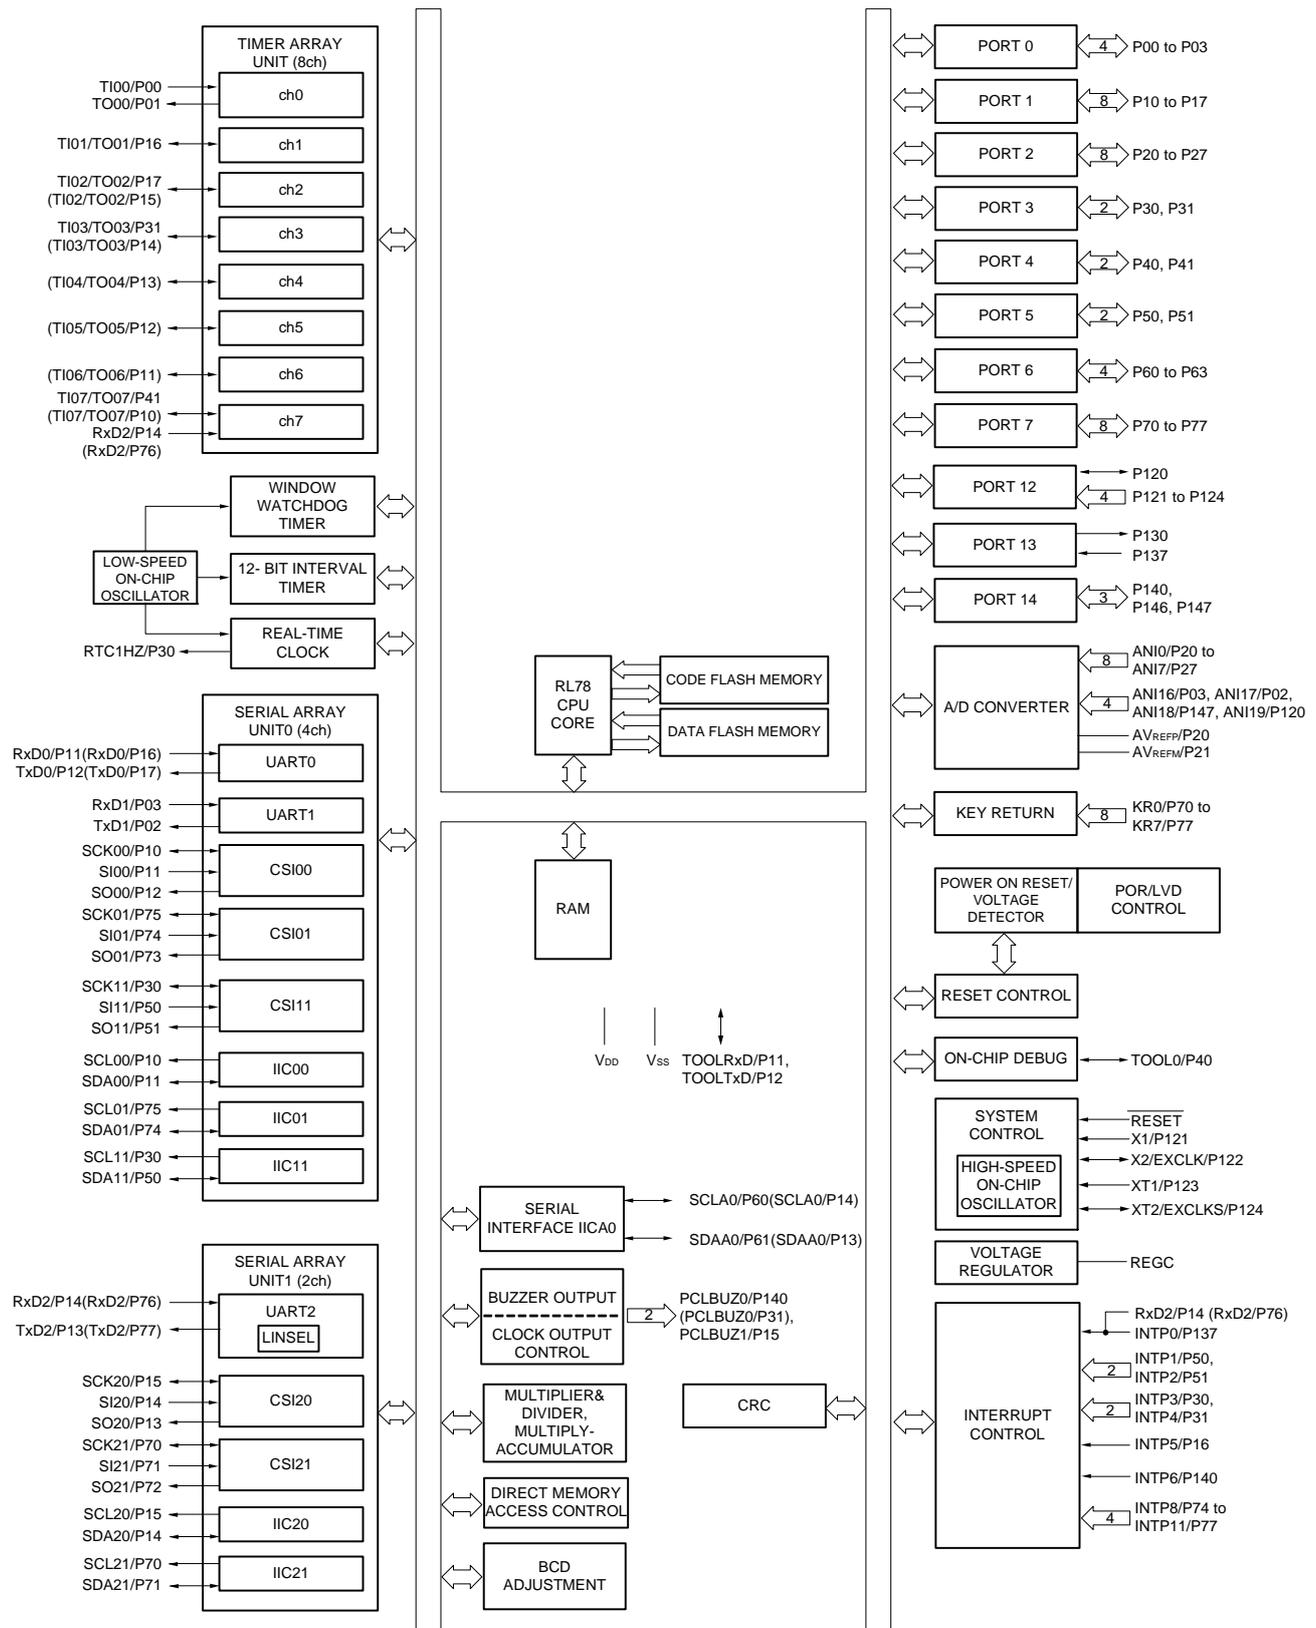 TIMER ARRAY
UNIT (8ch)
TI00/P00
TO00/P01
ch0
TI01/TO01/P16
ch1
TI02/TO02/P17
(TI02/TO02/P15)
ch2
TI03/TO03/P31
(TI03/TO03/P14)
ch3
(TI04/TO04/P13)
ch4
(TI05/TO05/P12)
ch5
(TI06/TO06/P11)
ch6
TI07/TO07/P41
(TI07/TO07/P10)
RxD2/P14
(RxD2/P76)
ch7
WINDOW
WATCHDOG
TIMER
LOW-SPEED
ON-CHIP
OSCILLATOR
12- BIT INTERVAL
TIMER
REAL-TIME
CLOCK
RTC1HZ/P30
SERIAL ARRAY
UNIT0 (4ch)
RxD0/P11(RxD0/P16)
TxD0/P12(TxD0/P17)
UART0
RxD1/P03
TxD1/P02
UART1
SCK00/P10
SI00/P11
SO00/P12
CSI00
SCK01/P75
SI01/P74
SO01/P73
CSI01
SCK11/P30
SI11/P50
SO11/P51
CSI11
SCL00/P10
SDA00/P11
IIC00
SCL01/P75
SDA01/P74
IIC01
SCL11/P30
SDA11/P50
IIC11
SERIAL ARRAY
UNIT1 (2ch)
RxD2/P14(RxD2/P76)
TxD2/P13(TxD2/P77)
UART2
LINSEL
SCK20/P15
SI20/P14
SO20/P13
CSI20
SCK21/P70
SI21/P71
SO21/P72
CSI21
SCL20/P15
SDA20/P14
IIC20
SCL21/P70
SDA21/P71
IIC21
RL78
CPU
CORE
CODE FLASH MEMORY
DATA FLASH MEMORY
RAM
VDD
VSS
TOOLRxD/P11,
TOOLTxD/P12
SERIAL
INTERFACE IICA0
SCLA0/P60(SCLA0/P14)
SDAA0/P61(SDAA0/P13)
BUZZER OUTPUT
CLOCK OUTPUT
CONTROL
2
PCLBUZ0/P140
(PCLBUZ0/P31),
PCLBUZ1/P15
MULTIPLIER&
DIVIDER,
MULTIPLY-
ACCUMULATOR
CRC
DIRECT MEMORY
ACCESS CONTROL
BCD
ADJUSTMENT
PORT 0
4
P00 to P03
PORT 1
8
P10 to P17
PORT 2
8
P20 to P27
PORT 3
2
P30, P31
PORT 4
2
P40, P41
PORT 5
2
P50, P51
PORT 6
4
P60 to P63
PORT 7
8
P70 to P77
PORT 12
P120
4
P121 to P124
PORT 13
P130
P137
PORT 14
3
P140,
P146, P147
A/D CONVERTER
8
ANI0/P20 to
ANI7/P27
4
ANI16/P03, ANI17/P02,
ANI18/P147, ANI19/P120
AVREFP/P20
AVREFM/P21
KEY RETURN
8
KR0/P70 to
KR7/P77
POWER ON RESET/
VOLTAGE
DETECTOR
POR/LVD
CONTROL
RESET CONTROL
ON-CHIP DEBUG
TOOL0/P40
SYSTEM
CONTROL
HIGH-SPEED
ON-CHIP
OSCILLATOR
RESET
X1/P121
X2/EXCLK/P122
XT1/P123
XT2/EXCLKS/P124
VOLTAGE
REGULATOR
REGC
INTERRUPT
CONTROL
RxD2/P14 (RxD2/P76)
INTP0/P137
2
INTP1/P50,
INTP2/P51
2
INTP3/P30,
INTP4/P31
INTP5/P16
INTP6/P140
4
INTP8/P74 to
INTP11/P77